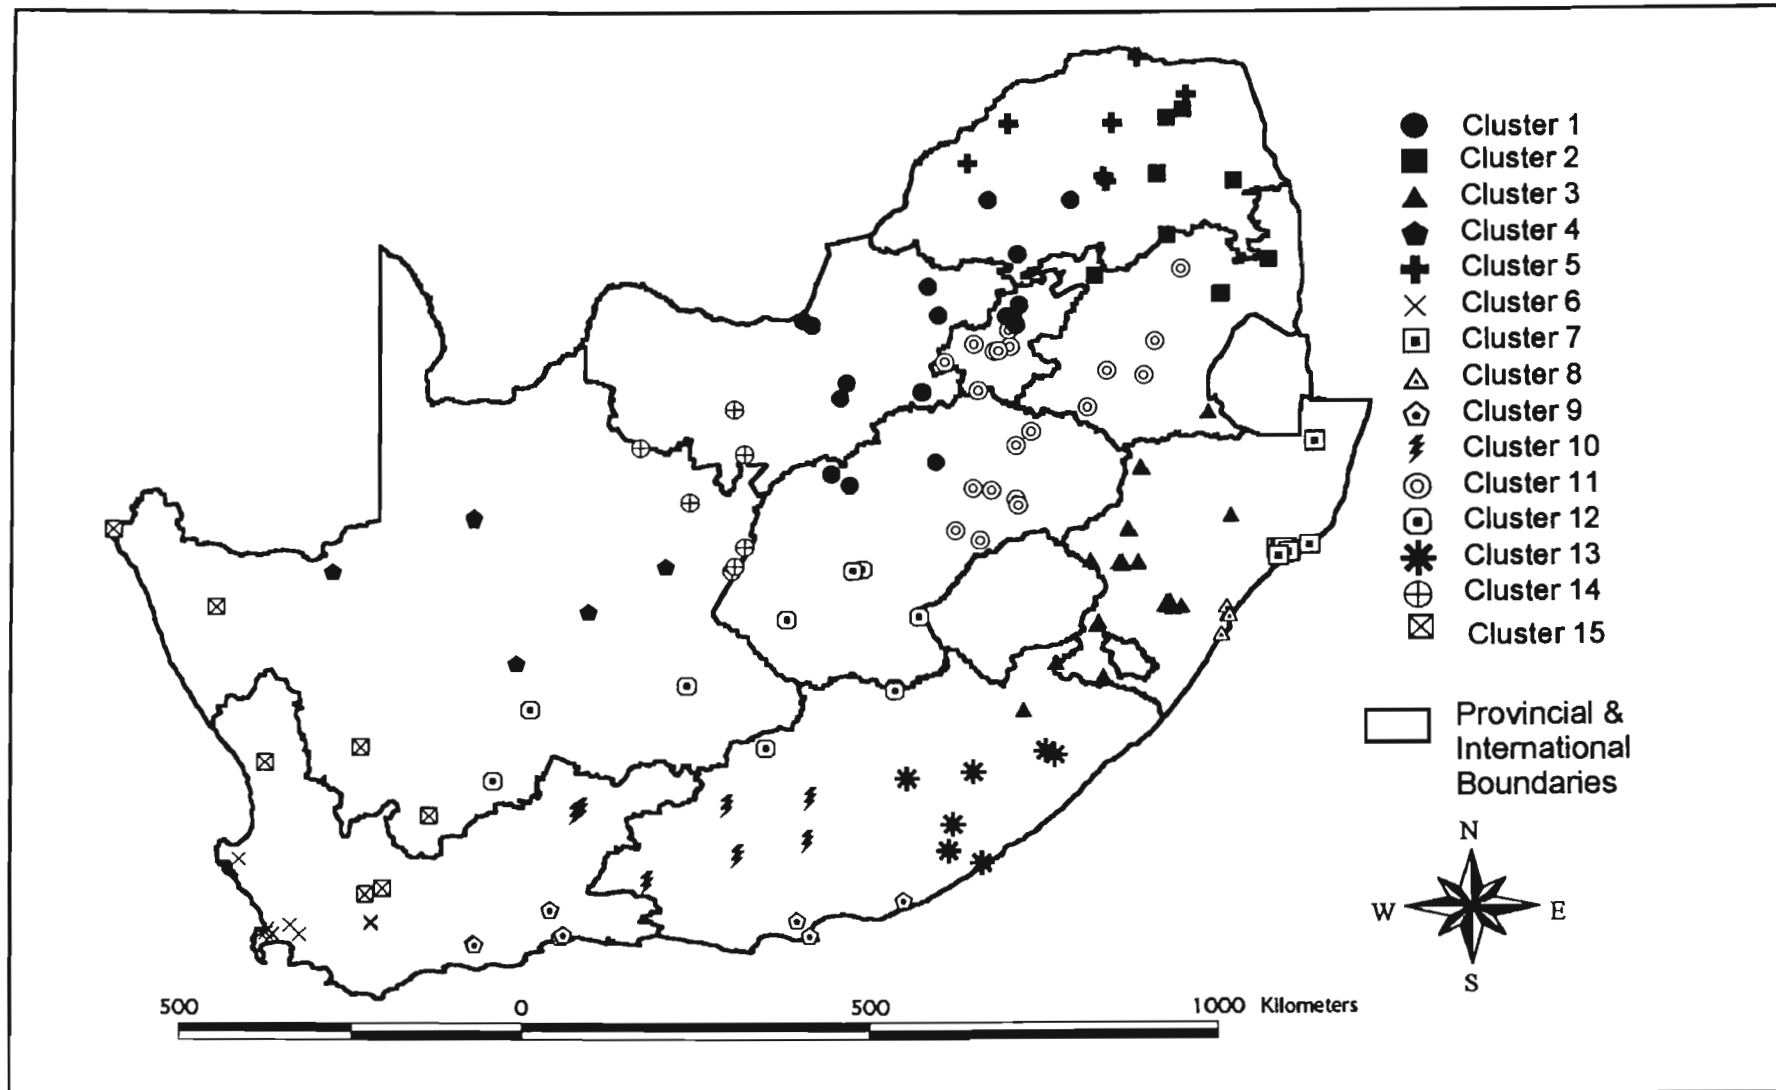 Cluster 1
Cluster 2
Cluster 3
Cluster 4
Cluster 5
Cluster 6
Cluster 7
Cluster 8
Cluster 9
Cluster 10
Cluster 11
Cluster 12
Cluster 13
Cluster 14
Cluster 15
Provincial &
International
Boundaries
N
W E
S
500 0 500 1000 Kilometers